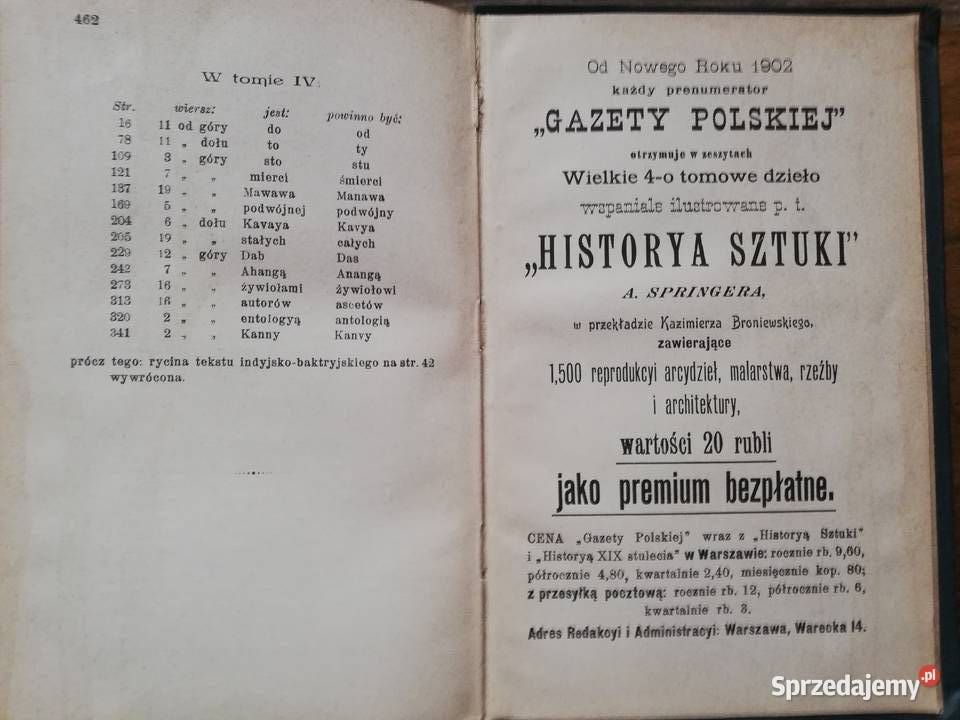 462
W tomie IV:
Str. wiersz: jest: powinno być:
16 11 od góry do od
78 11 „ dołu to ty
109 3 „ góry sto stu
121 7 „ „ mierci śmierci
137 19 „ „ Mawawa Manawa
169 5 „ „ podwójnej podwójny
204 6 „ dołu Kavaya Kavya
205 19 „ „ stałych całych
229 12 „ góry Dab Das
242 7 „ „ Ahangą Anangą
273 16 „ „ żywiołami żywiołowi
313 16 „ „ autorów ascetów
320 2 „ „ entologyą antologią
341 2 „ „ Kanny Kanvy
prócz tego: rycina tekstu indyjsko-baktryjskiego na str. 42
wywrócona.
Od Nowego Roku 1902
każdy prenumerator
„GAZETY POLSKIEJ”
otrzymuje w zeszytach
Wielkie 4-o tomowe dzieło
wspaniale ilustrowane p. t.
„HISTORYA SZTUKI”
A. SPRINGERA,
w przekładzie Kazimierza Broniewskiego,
zawierające
1,500 reprodukcyi arcydzieł, malarstwa, rzeźby
i architektury,
wartości 20 rubli
jako premium bezpłatne.
CENA „Gazety Polskiej” wraz z „Historyą Sztuki”
i „Historyą XIX stulecia” w Warszawie: rocznie rb. 9,60,
półrocznie 4,80, kwartalnie 2,40, miesięcznie kop. 80;
z przesyłką pocztową: rocznie rb. 12, półrocznie rb. 6,
kwartalnie rb. 3.
Adres Redakcyi i Administracyi: Warszawa, Warecka 14.
Sprzedajemy.pl